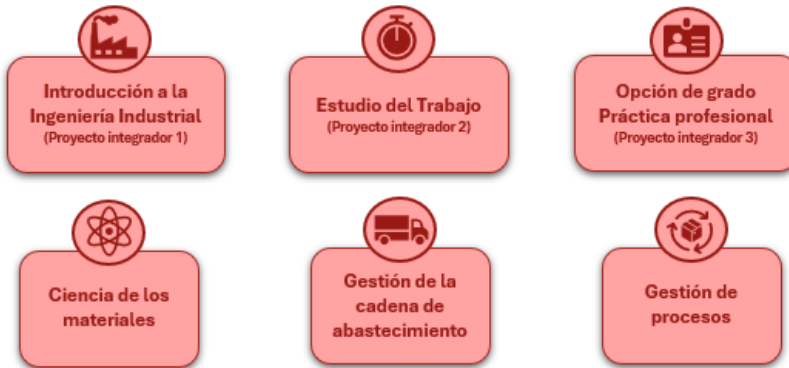 Introducción a la
Ingeniería Industrial
(Proyecto integrador 1)
Estudio del Trabajo
(Proyecto integrador 2)
Opción de grado
Práctica profesional
(Proyecto integrador 3)
Ciencia de los
materiales
Gestión de la
cadena de
abastecimiento
Gestión de
procesos